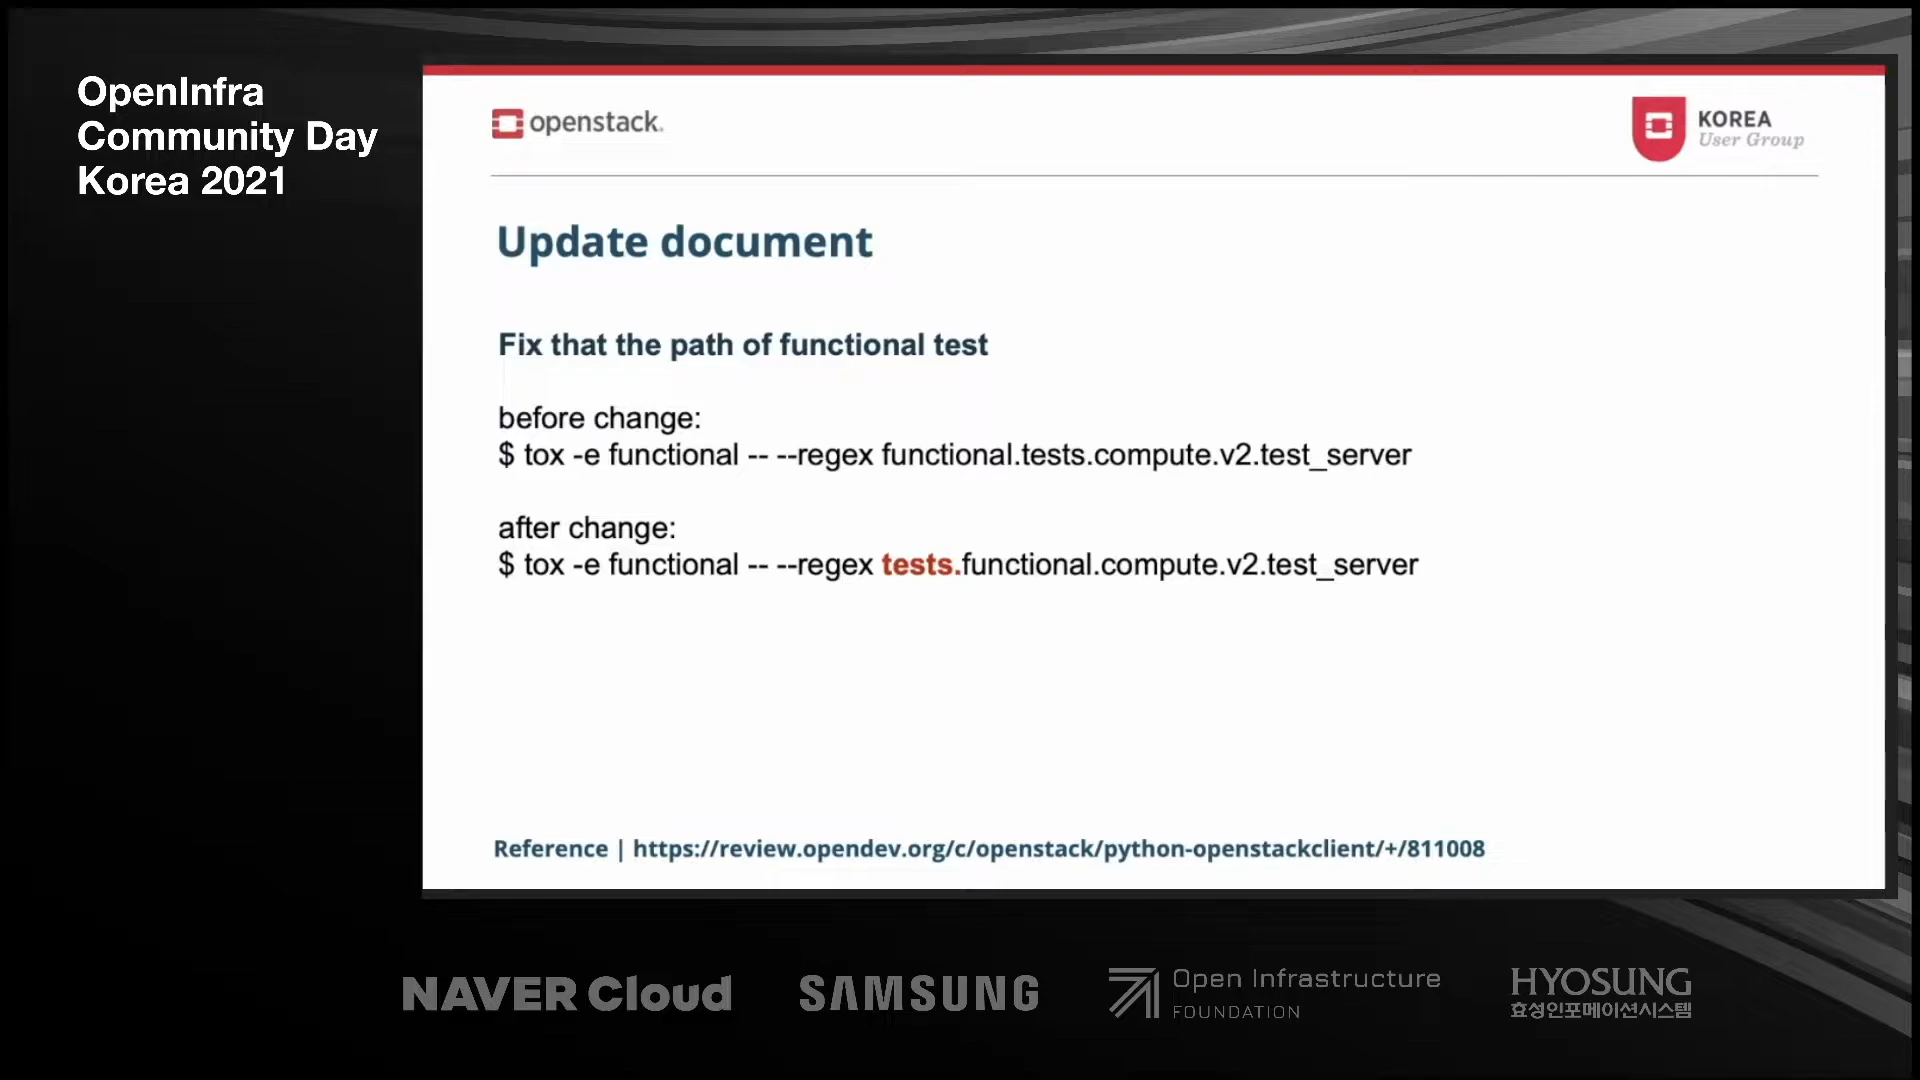 OpenInfra
Community Day
Korea 2021
openstack.
KOREA
User Group
Update document
Fix that the path of functional test
before change:
$ tox -e functional -- --regex functional.tests.compute.v2.test_server
after change:
$ tox -e functional -- --regex tests.functional.compute.v2.test_server
Reference | https://review.opendev.org/c/openstack/python-openstackclient/+/811008
NAVER Cloud
SAMSUNG
Open Infrastructure
FOUNDATION
HYOSUNG
효성인포메이션시스템